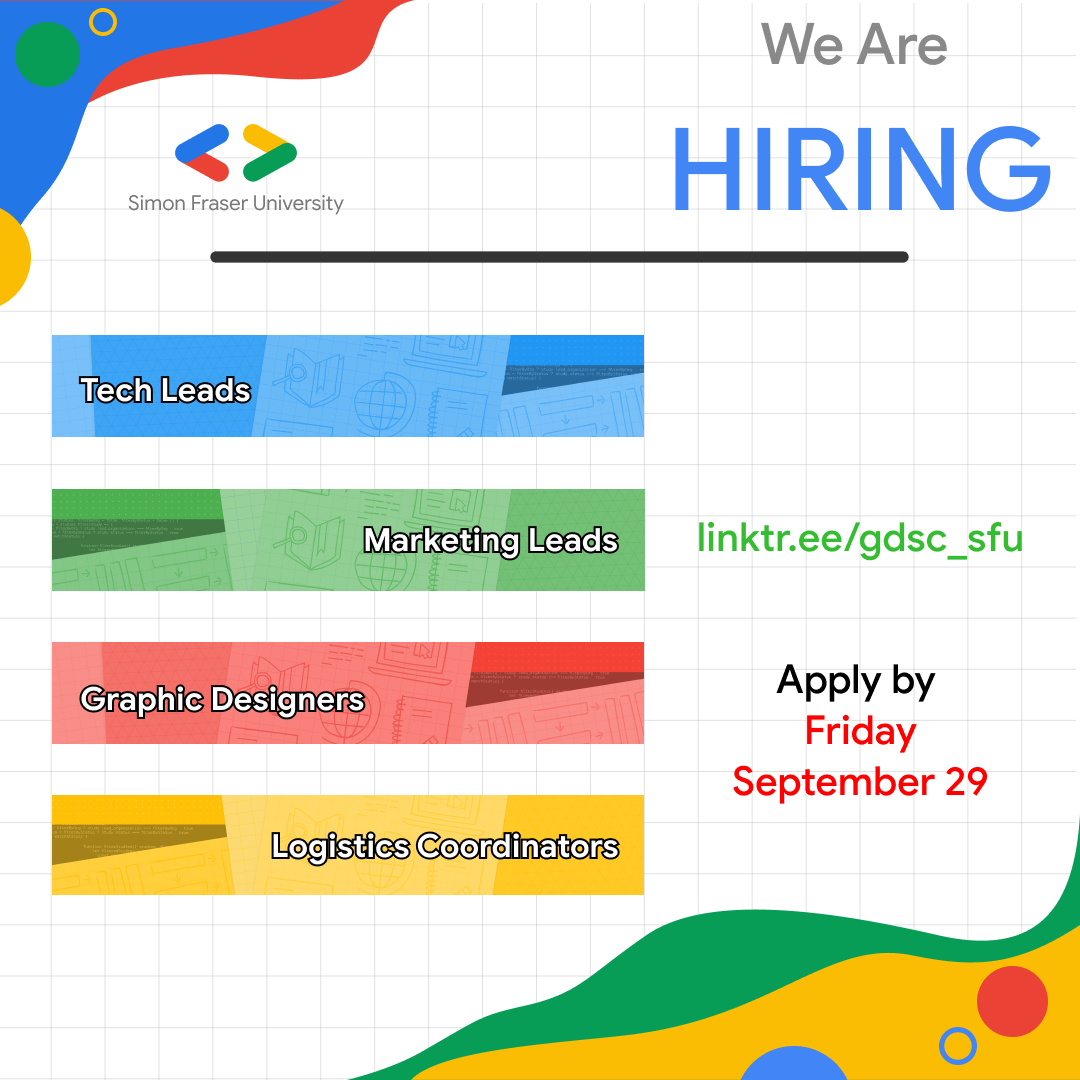 We Are
HIRING
Simon Fraser University
Tech Leads
Marketing Leads
linktr.ee/gdsc_sfu
Graphic Designers
Apply by
Friday
September 29
Logistics Coordinators